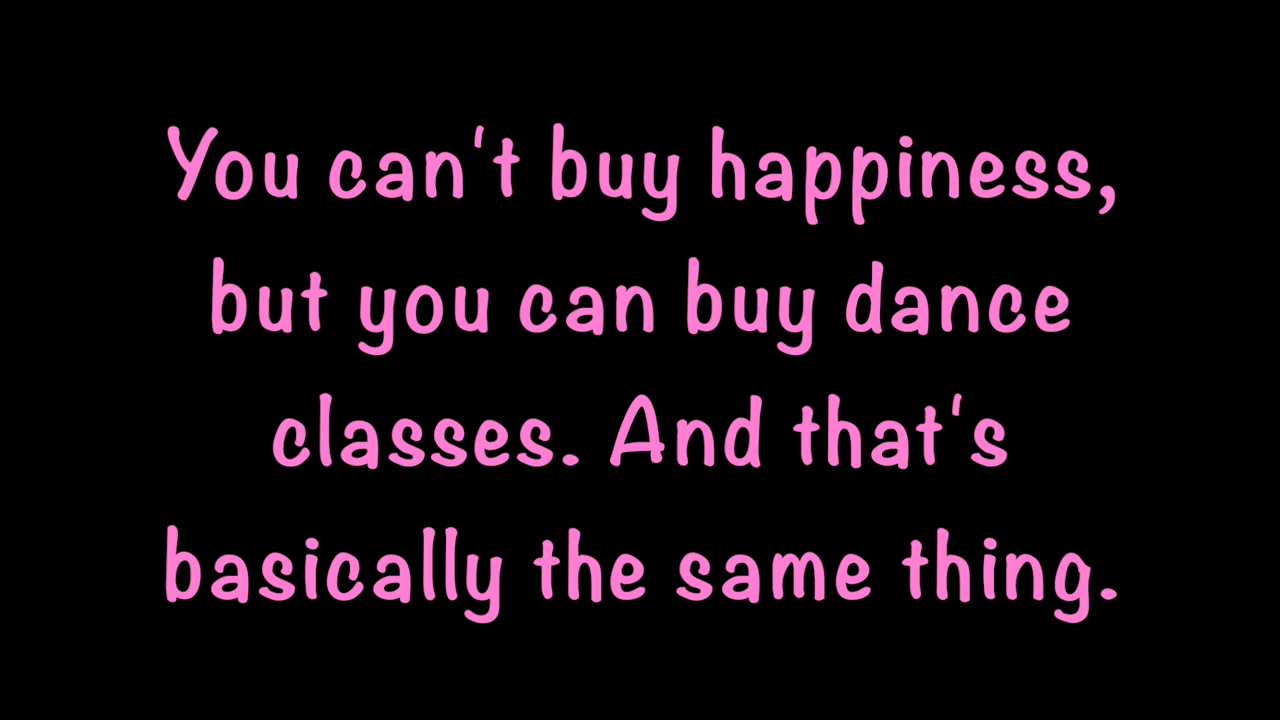 You can't buy happiness,
but you can buy dance
classes. And that's
basically the same thing.